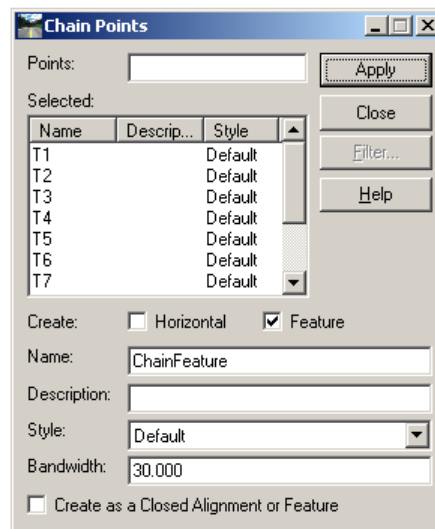 Chain Points
Points:
Apply
Selected:
Close
Name Descrip... Style
T1 Default
Filter...
T2 Default
T3 Default
Help
T4 Default
T5 Default
T6 Default
T7 Default
Create: Horizontal Feature
Name: ChainFeature
Description:
Style: Default
Bandwidth: 30.000
Create as a Closed Alignment or Feature